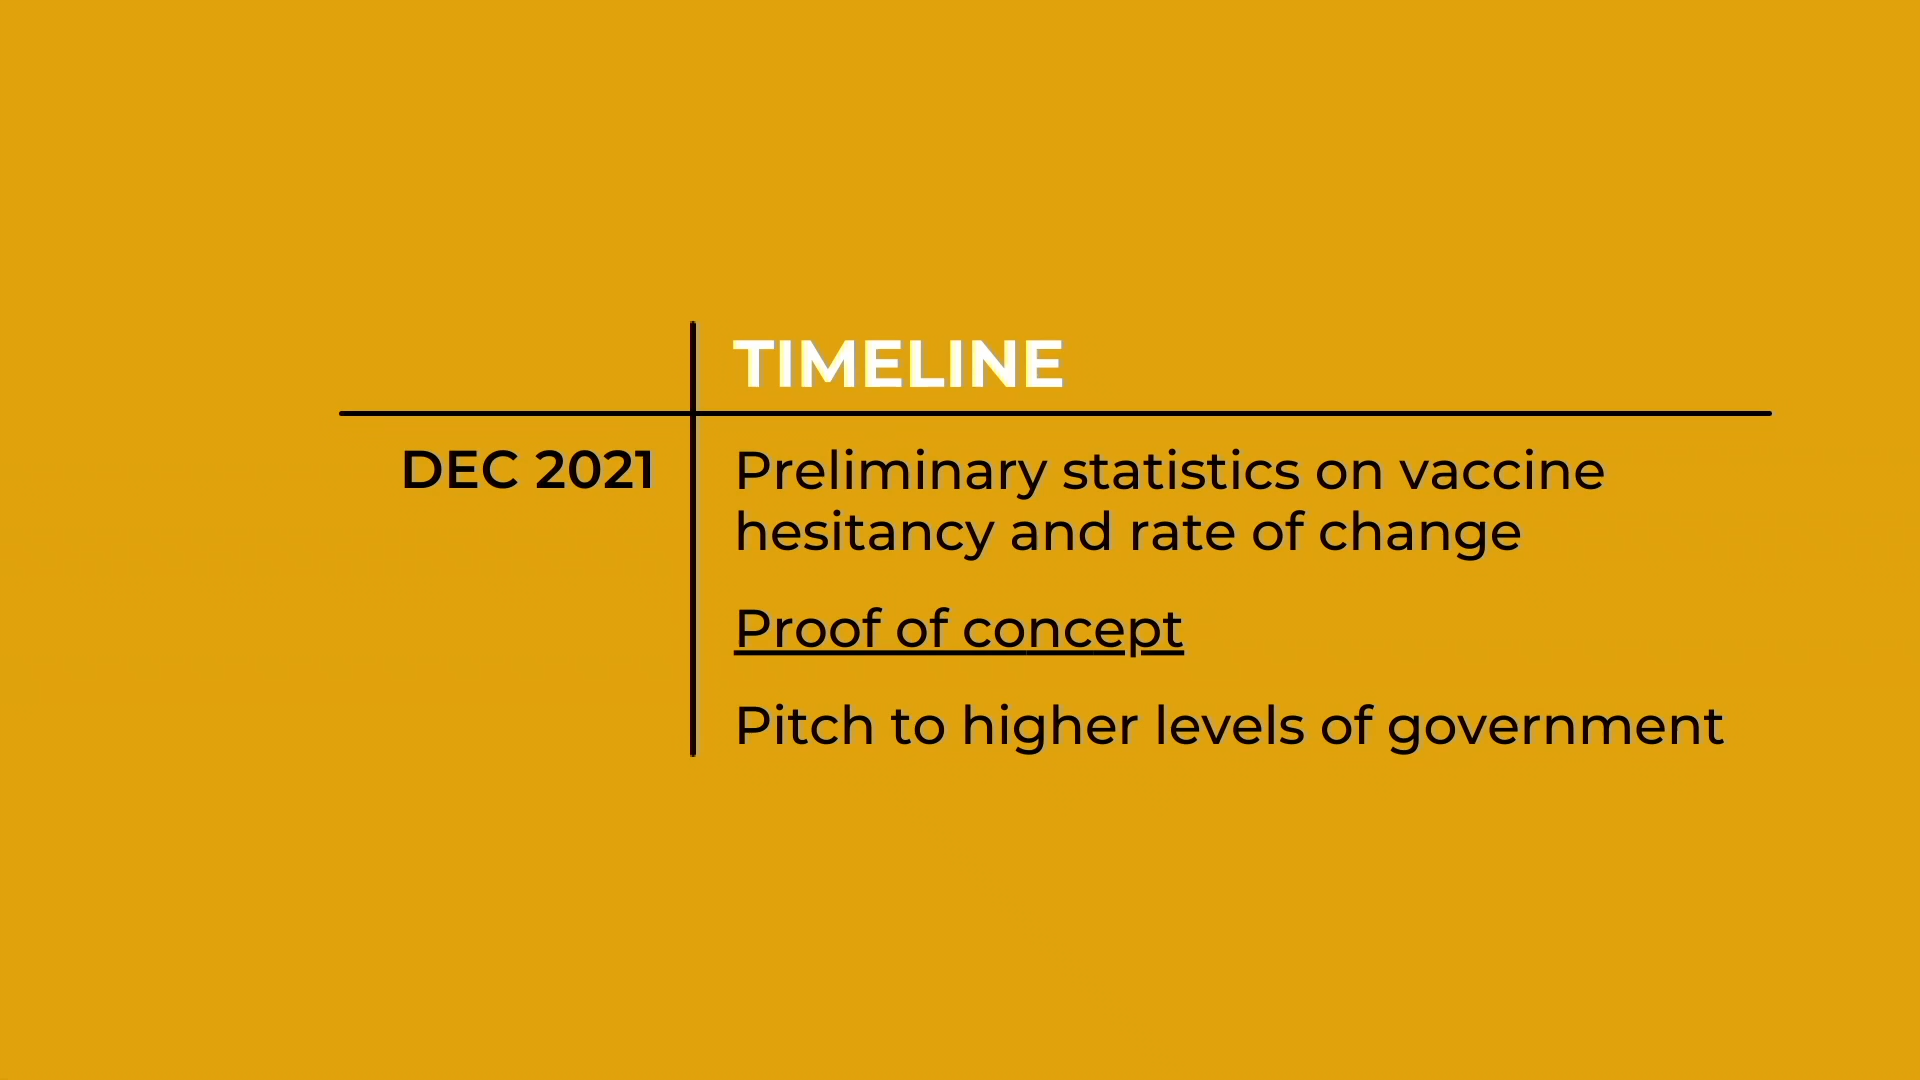 TIMELINE
DEC 2021
Preliminary statistics on vaccine
hesitancy and rate of change
Proof of concept
Pitch to higher levels of government